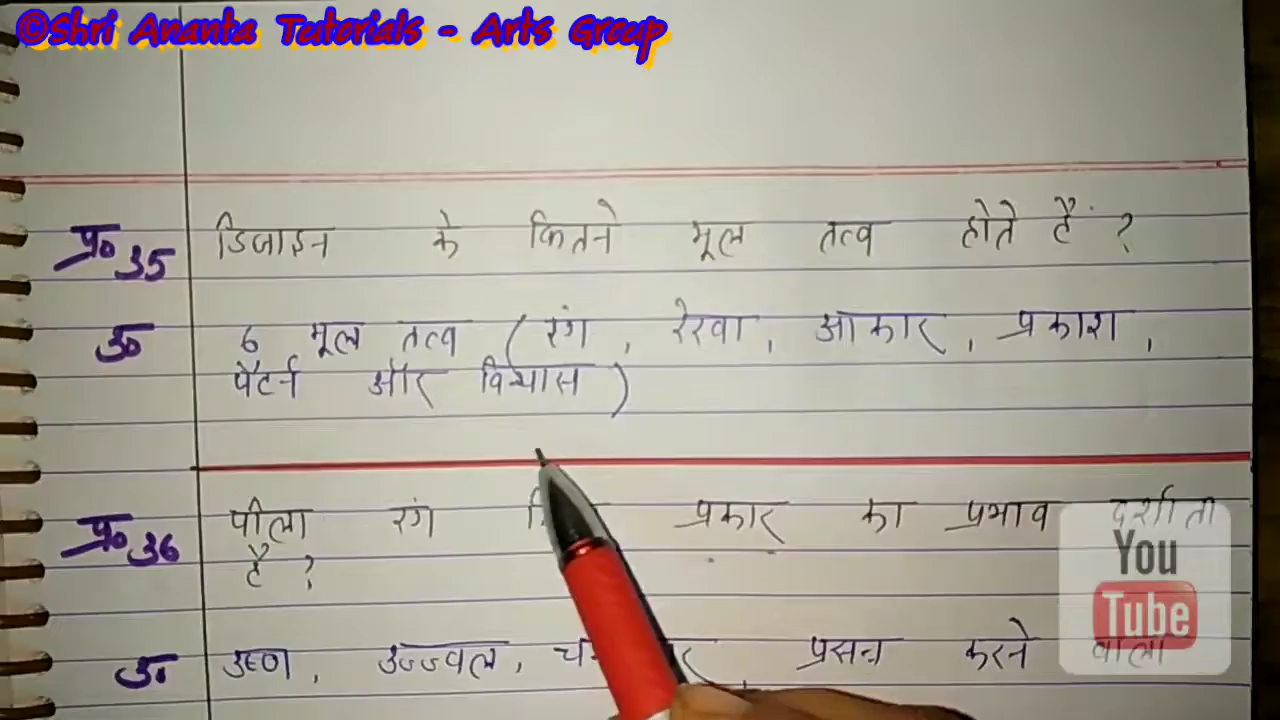 ©Shri Ananta Tutorials - Arts Group
प्र० 35 डिजाइन के कितने मूल तत्व होते हैं ?
उ० 6 मूल तत्व ( रंग , रेखा , आकार , प्रकाश ,
पैटर्न और विन्यास )
प्र० 36 पीला रंग प्रकार का प्रभाव दर्शाता
है ?
You
Tube
उ० उष्ण , उज्ज्वल , प्रसन्न करने वाला